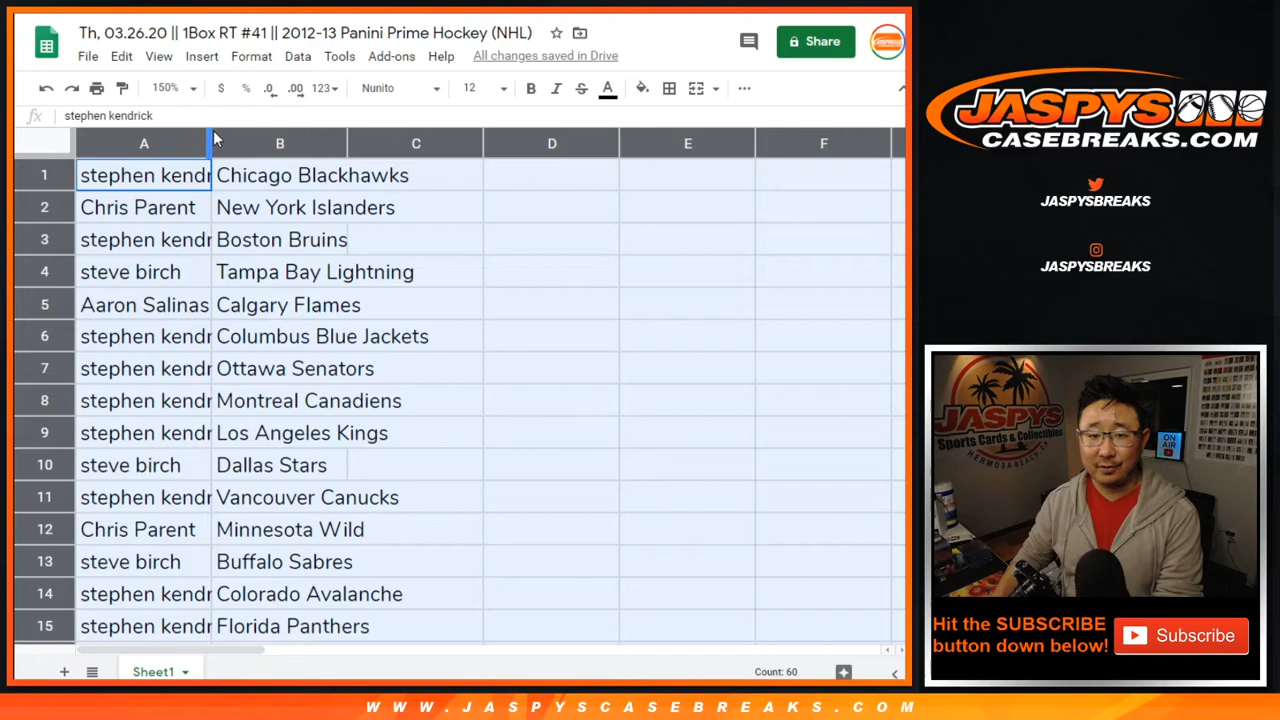 Th, 03.26.20 || 1Box RT #41 || 2012-13 Panini Prime Hockey (NHL)
File Edit View Insert Format Data Tools Add-ons Help All changes saved in Drive
Share
150% $ % .0 .00 123 Nunito 12 B I S A
fx stephen kendrick
A B C D E F
1 stephen kendr Chicago Blackhawks
2 Chris Parent New York Islanders
3 stephen kendr Boston Bruins
4 steve birch Tampa Bay Lightning
5 Aaron Salinas Calgary Flames
6 stephen kendr Columbus Blue Jackets
7 stephen kendr Ottawa Senators
8 stephen kendr Montreal Canadiens
9 stephen kendr Los Angeles Kings
10 steve birch Dallas Stars
11 stephen kendr Vancouver Canucks
12 Chris Parent Minnesota Wild
13 steve birch Buffalo Sabres
14 stephen kendr Colorado Avalanche
15 stephen kendr Florida Panthers
Sheet1
Count: 60
JASPYS
CASEBREAKS.COM
JASPYSBREAKS
JASPYSBREAKS
JASPYS
Sports Cards & Collectibles
HERMOSA BEACH, CA
ON AIR
Hit the SUBSCRIBE
button down below!
Subscribe
WWW.JASPYSCASEBREAKS.COM